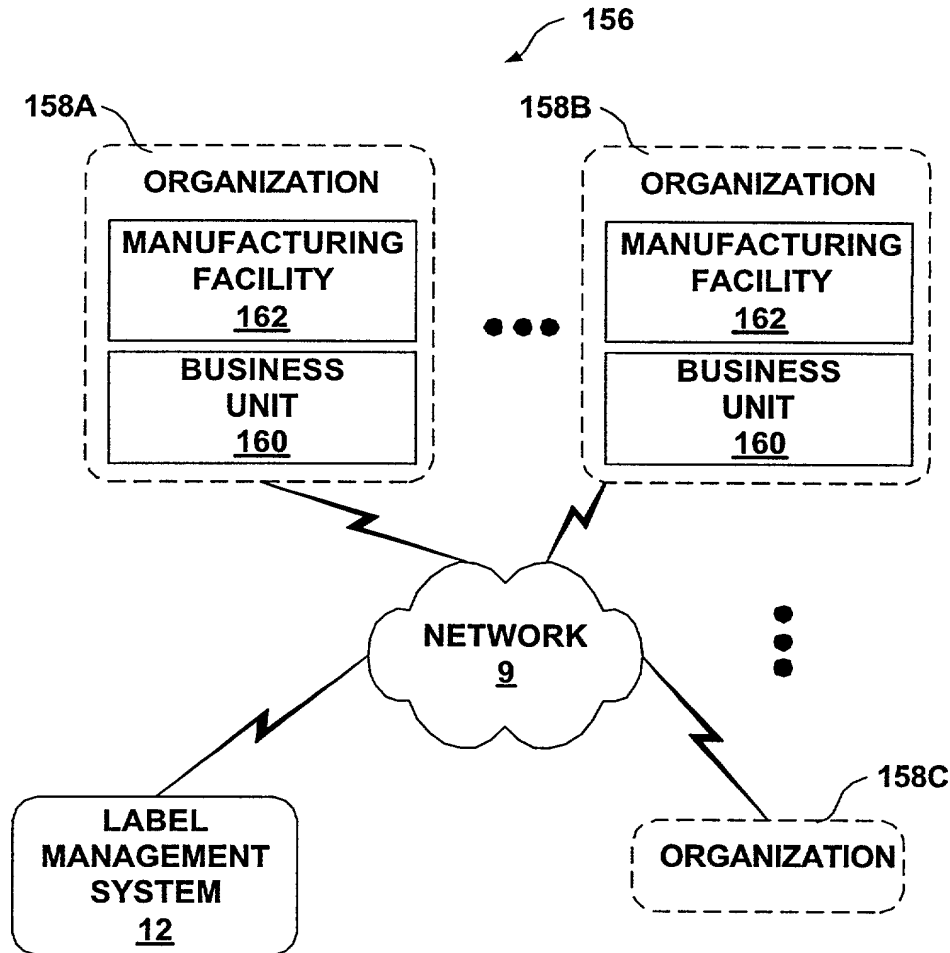 156
158A
158B
ORGANIZATION
MANUFACTURING
FACILITY
162
BUSINESS
UNIT
160
ORGANIZATION
MANUFACTURING
FACILITY
162
BUSINESS
UNIT
160
NETWORK
9
158C
LABEL
MANAGEMENT
SYSTEM
12
ORGANIZATION